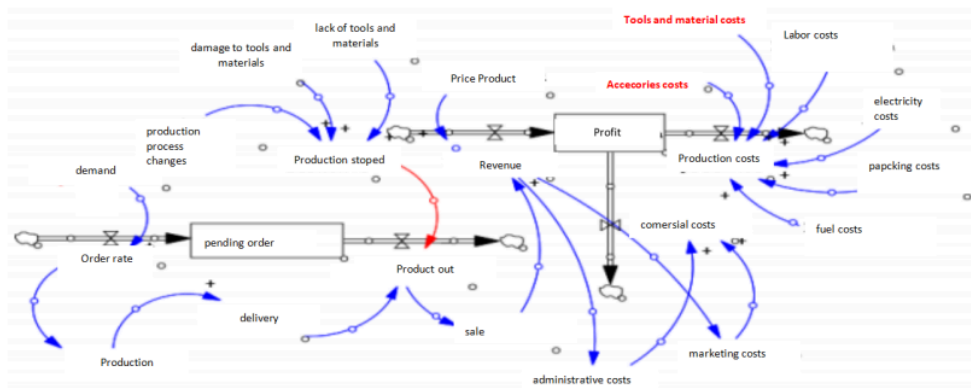 lack of tools and
materials
Tools and material costs
Labor costs
damage to tools and
materials
Price Product
Accecories costs
electricity
costs
production
process
changes
Profit
demand
Production stoped
Revenue
Production costs
papcking costs
pending order
comersial costs
fuel costs
Order rate
Product out
delivery
sale
Production
marketing costs
administrative costs